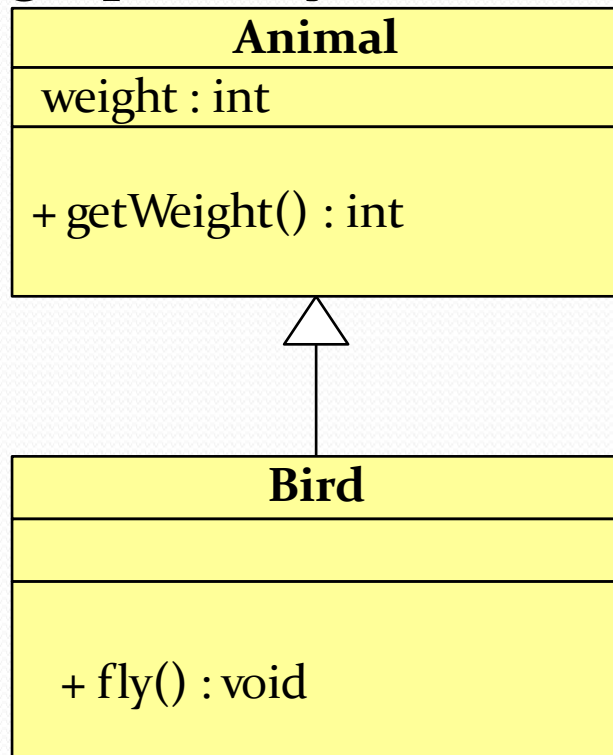 Animal
weight : int
+ getWeight() : int
Bird
+ fly() : void